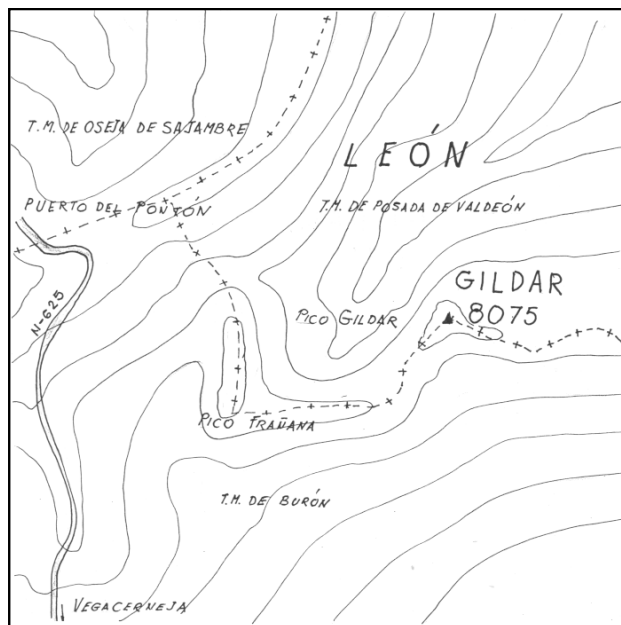 T.M. DE OSEJA DE SAJAMBRE
LEÓN
PUERTO DEL PONTÓN
T.M. DE POSADA DE VALDEÓN
GILDAR
8075
N-625
PICO GILDAR
PICO FRAÑANA
T.M. DE BURÓN
VEGACERNEJA